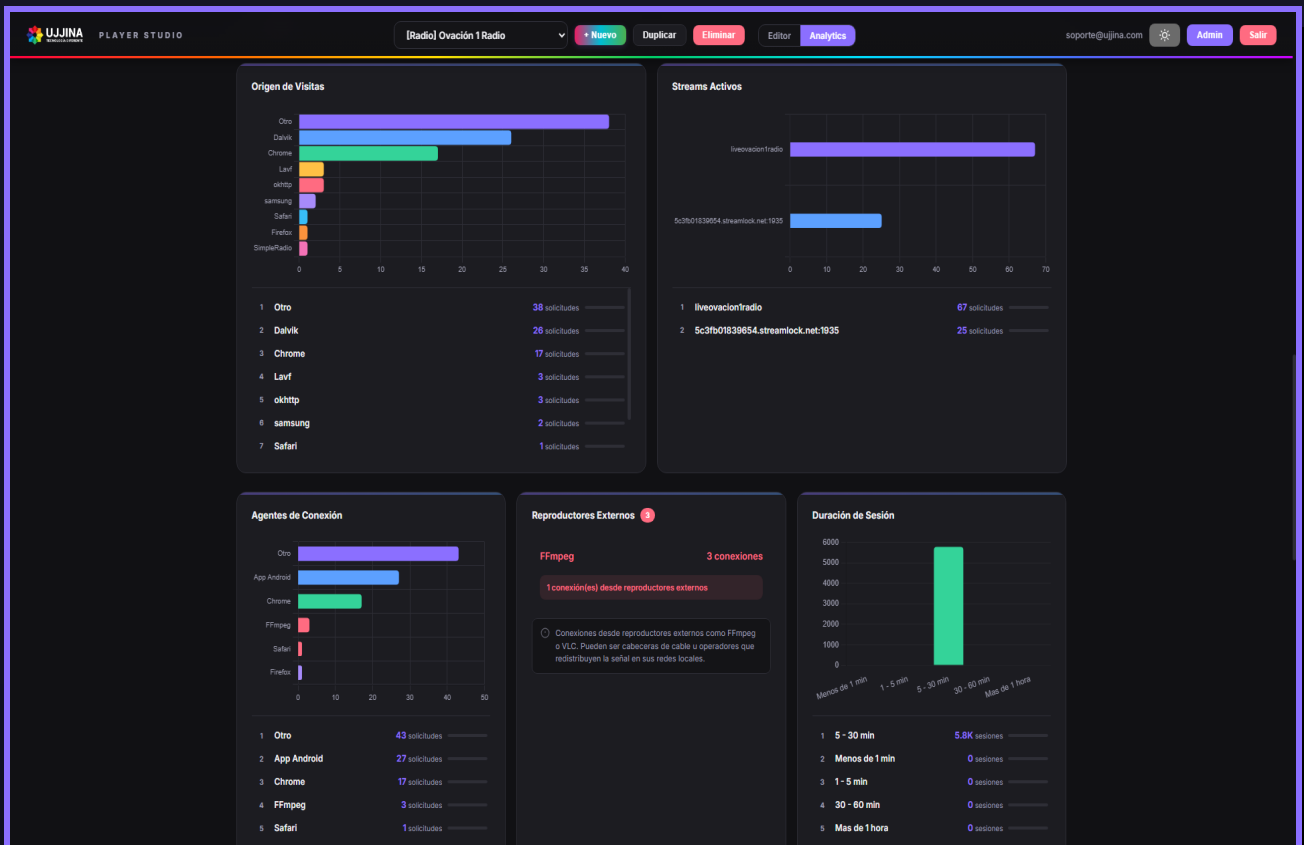 UJJINA
PLAYER STUDIO
[Radio] Ovación 1 Radio
+ Nuevo
Duplicar
Eliminar
Editor
Analytics
soporte@ujjina.com
Admin
Salir
Origen de Visitas
Otro
Dalvik
Chrome
Lavf
okhttp
samsung
Safari
Firefox
SimpleRadio
0 5 10 15 20 25 30 35 40
1 Otro 38 solicitudes
2 Dalvik 26 solicitudes
3 Chrome 17 solicitudes
4 Lavf 3 solicitudes
5 okhttp 3 solicitudes
6 samsung 2 solicitudes
7 Safari 1 solicitudes
Streams Activos
liveovacion1radio
5c3fb01839654.streamlock.net:1935
0 10 20 30 40 50 60 70
1 liveovacion1radio 67 solicitudes
2 5c3fb01839654.streamlock.net:1935 25 solicitudes
Agentes de Conexión
Otro
App Android
Chrome
FFmpeg
Safari
Firefox
0 10 20 30 40 50
1 Otro 43 solicitudes
2 App Android 27 solicitudes
3 Chrome 17 solicitudes
4 FFmpeg 3 solicitudes
5 Safari 1 solicitudes
Reproductores Externos 3
FFmpeg 3 conexiones
1 conexión(es) desde reproductores externos
Conexiones desde reproductores externos como FFmpeg
o VLC. Pueden ser cabeceras de cable u operadores que
redistribuyen la señal en sus redes locales.
Duración de Sesión
6000
5000
4000
3000
2000
1000
0
Menos de 1 min 1 - 5 min 5 - 30 min 30 - 60 min Mas de 1 hora
1 5 - 30 min 5.8K sesiones
2 Menos de 1 min 0 sesiones
3 1 - 5 min 0 sesiones
4 30 - 60 min 0 sesiones
5 Mas de 1 hora 0 sesiones